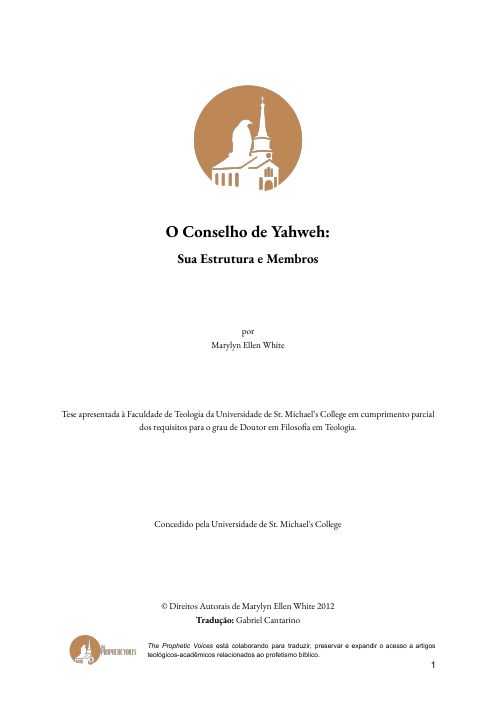 O Conselho de Yahweh:
Sua Estrutura e Membros
por
Marylyn Ellen White
Tese apresentada à Faculdade de Teologia da Universidade de St. Michael's College em cumprimento parcial
dos requisitos para o grau de Doutor em Filosofia em Teologia.
Concedido pela Universidade de St. Michael's College
© Direitos Autorais de Marylyn Ellen White 2012
Tradução: Gabriel Cantarino
PROPHETIC VOICES
The Prophetic Voices está colaborando para traduzir, preservar e expandir o acesso a artigos
teológicos-acadêmicos relacionados ao profetismo bíblico.
1